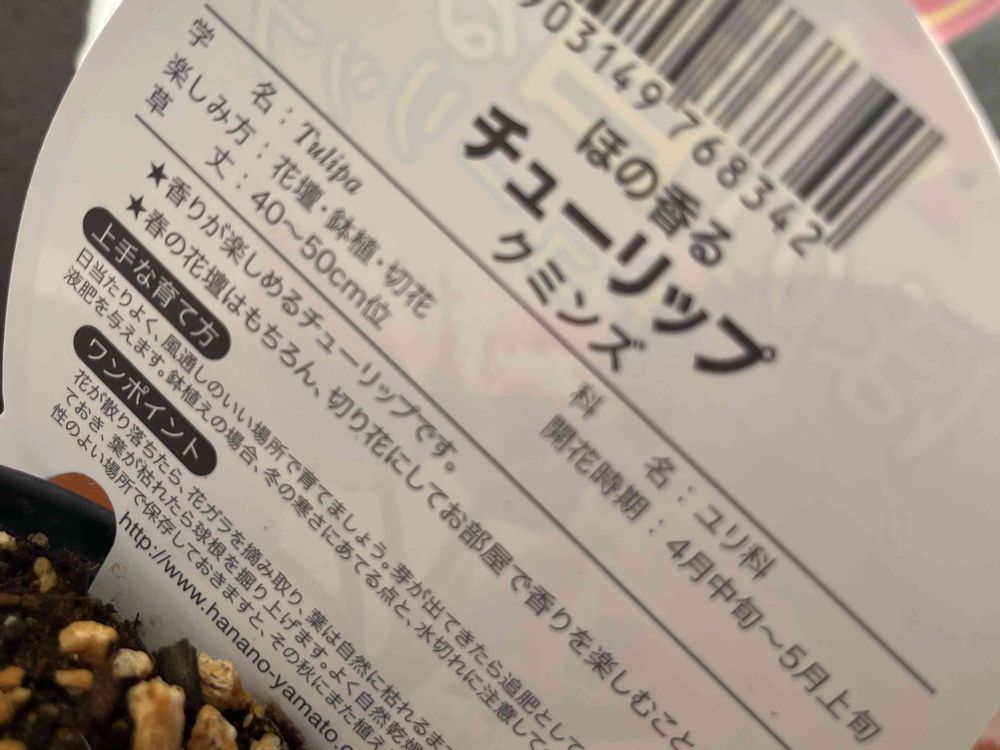 9031497 68342
ほの香る
チューリップ
クミンズ
学 名：Tulipa
科 名：ユリ科
楽しみ方：花壇・鉢植・切花
開花時期：4月中旬～5月上旬
草 丈：40～50cm位
★香りが楽しめるチューリップです。
★春の花壇はもちろん、切り花にしてお部屋で香りを楽しむこと
上手な育て方
日当たりよく、風通しのいい場所で育てましょう。芽が出てきたら追肥として
液肥を与えます。鉢植えの場合、冬の寒さにあてる点と、水切れに注意して
ワンポイント
花が散り落ちたら、花ガラを摘み取り、葉は自然に枯れるま
ておき、葉が枯れたら球根を掘り上げます。よく自然乾燥
性のよい場所で保存しておきますと、その秋にまた植え
http://www.hanano-yamato.